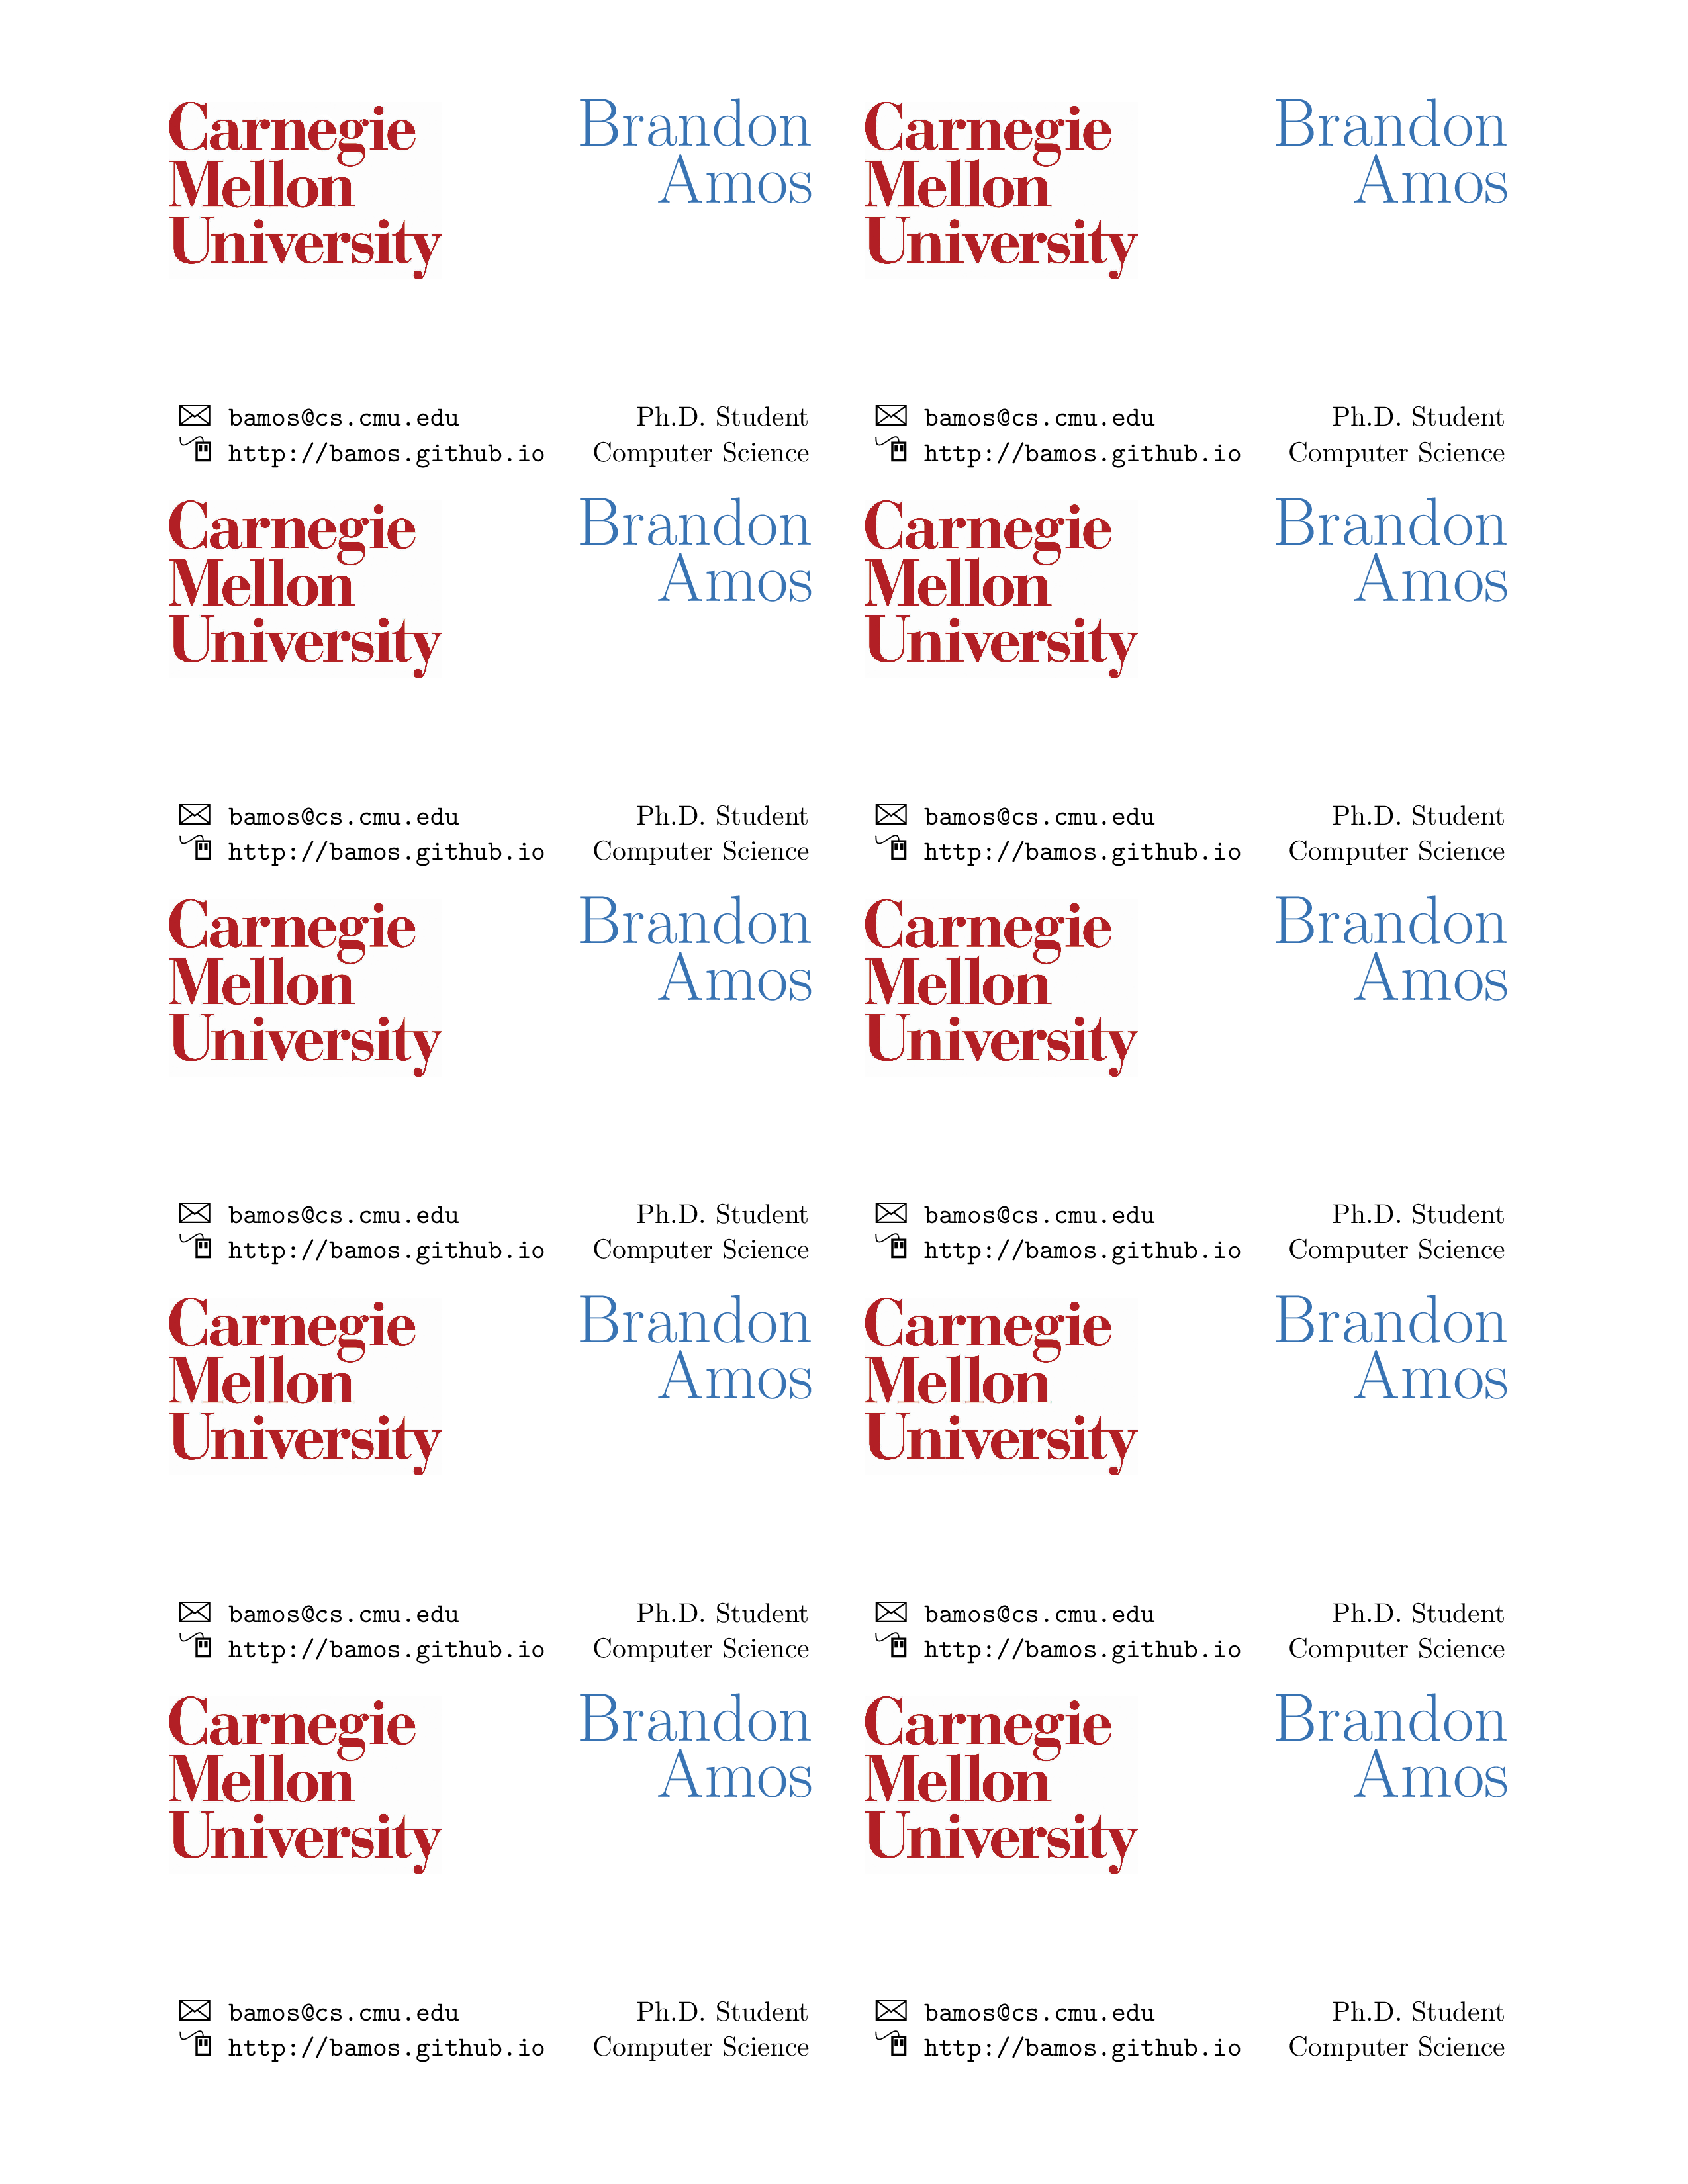 Carnegie
Mellon
University
Brandon
Amos
bamos@cs.cmu.edu
http://bamos.github.io
Ph.D. Student
Computer Science
Carnegie
Mellon
University
Brandon
Amos
bamos@cs.cmu.edu
http://bamos.github.io
Ph.D. Student
Computer Science
Carnegie
Mellon
University
Brandon
Amos
bamos@cs.cmu.edu
http://bamos.github.io
Ph.D. Student
Computer Science
Carnegie
Mellon
University
Brandon
Amos
bamos@cs.cmu.edu
http://bamos.github.io
Ph.D. Student
Computer Science
Carnegie
Mellon
University
Brandon
Amos
bamos@cs.cmu.edu
http://bamos.github.io
Ph.D. Student
Computer Science
Carnegie
Mellon
University
Brandon
Amos
bamos@cs.cmu.edu
http://bamos.github.io
Ph.D. Student
Computer Science
Carnegie
Mellon
University
Brandon
Amos
bamos@cs.cmu.edu
http://bamos.github.io
Ph.D. Student
Computer Science
Carnegie
Mellon
University
Brandon
Amos
bamos@cs.cmu.edu
http://bamos.github.io
Ph.D. Student
Computer Science
Carnegie
Mellon
University
Brandon
Amos
bamos@cs.cmu.edu
http://bamos.github.io
Ph.D. Student
Computer Science
Carnegie
Mellon
University
Brandon
Amos
bamos@cs.cmu.edu
http://bamos.github.io
Ph.D. Student
Computer Science